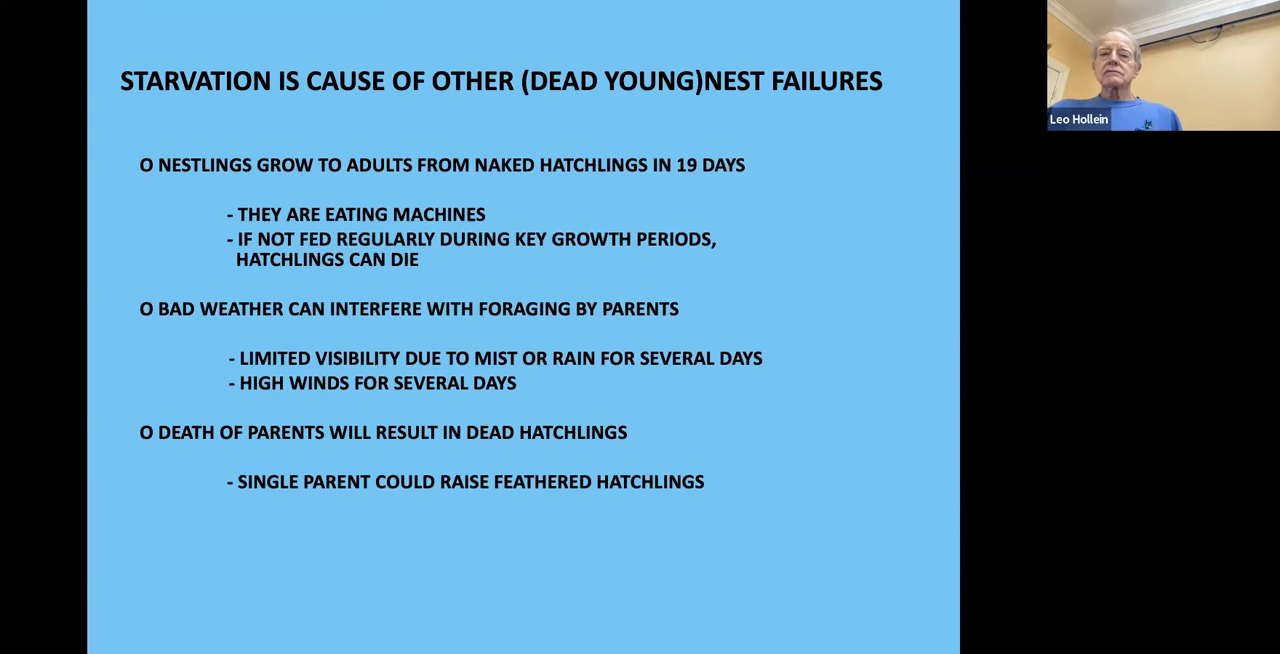 STARVATION IS CAUSE OF OTHER (DEAD YOUNG)NEST FAILURES
O NESTLINGS GROW TO ADULTS FROM NAKED HATCHLINGS IN 19 DAYS
- THEY ARE EATING MACHINES
- IF NOT FED REGULARLY DURING KEY GROWTH PERIODS,
HATCHLINGS CAN DIE
O BAD WEATHER CAN INTERFERE WITH FORAGING BY PARENTS
- LIMITED VISIBILITY DUE TO MIST OR RAIN FOR SEVERAL DAYS
- HIGH WINDS FOR SEVERAL DAYS
O DEATH OF PARENTS WILL RESULT IN DEAD HATCHLINGS
- SINGLE PARENT COULD RAISE FEATHERED HATCHLINGS
Leo Hollein